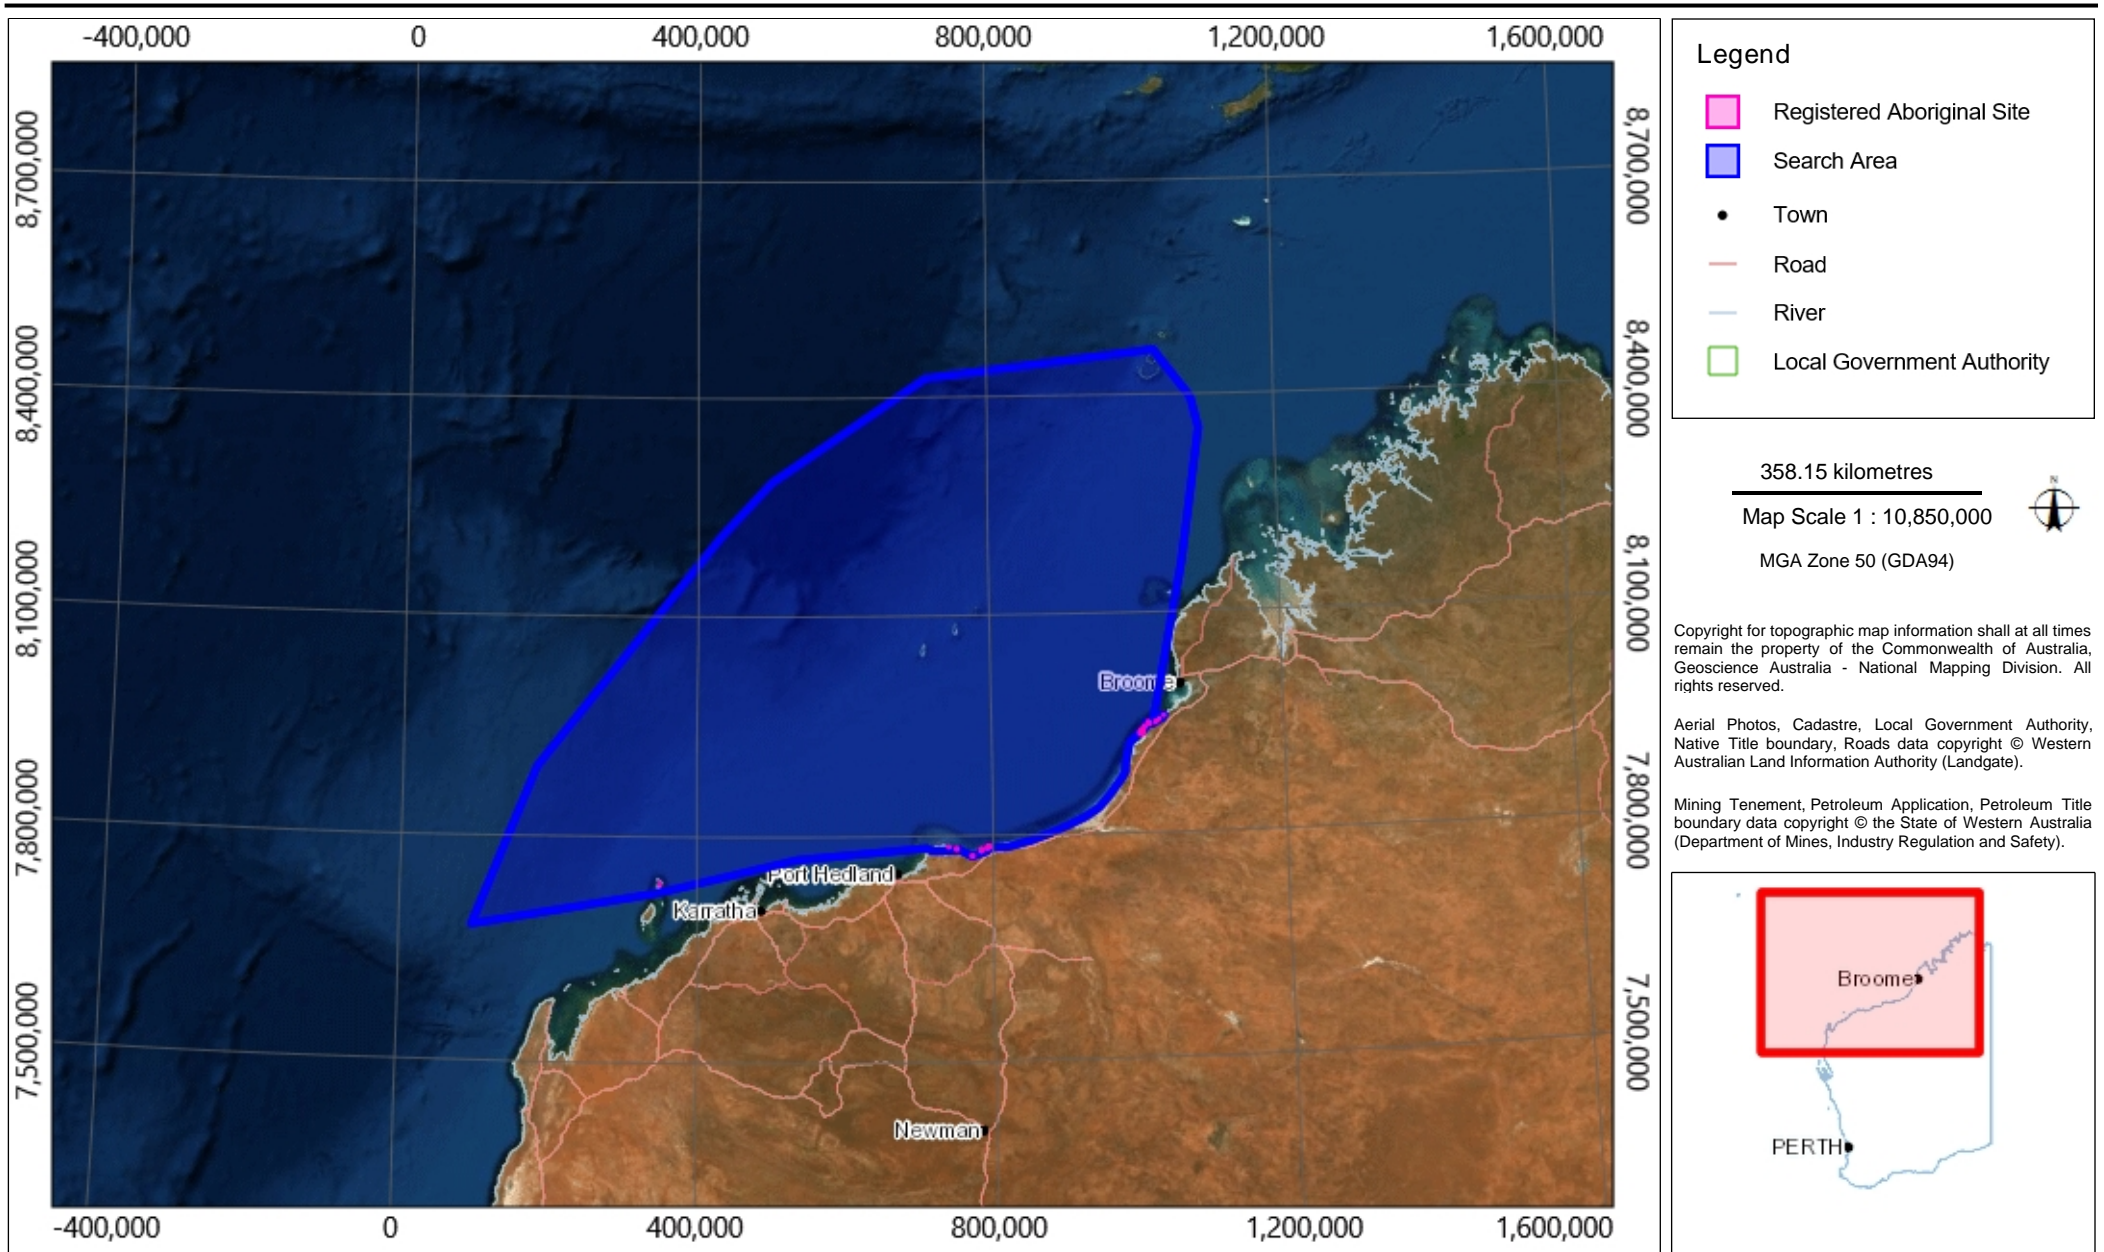 -400,000 0 400,000 800,000 1,200,000 1,600,000
8,700,000
8,400,000
8,100,000
7,800,000
7,500,000
8,700,000
8,400,000
8,100,000
7,800,000
7,500,000
Broome
Port Hedland
Karratha
Newman
-400,000 0 400,000 800,000 1,200,000 1,600,000
Legend
Registered Aboriginal Site
Search Area
Town
Road
River
Local Government Authority
358.15 kilometres
Map Scale 1 : 10,850,000
MGA Zone 50 (GDA94)
N
Copyright for topographic map information shall at all times
remain the property of the Commonwealth of Australia,
Geoscience Australia - National Mapping Division. All
rights reserved.
Aerial Photos, Cadastre, Local Government Authority,
Native Title boundary, Roads data copyright © Western
Australian Land Information Authority (Landgate).
Mining Tenement, Petroleum Application, Petroleum Title
boundary data copyright © the State of Western Australia
(Department of Mines, Industry Regulation and Safety).
Broome
PERTH